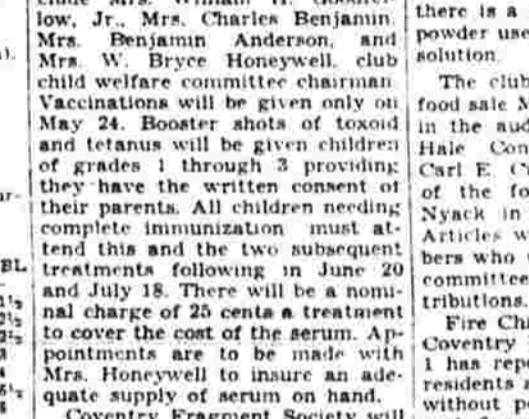 low, Jr., Mrs. Charles Benjamin,
Mrs. Benjamin Anderson, and
Mrs. W. Bryce Honeywell, club
child welfare committee chairman.
Vaccinations will be given only on
May 24. Booster shots of toxoid
and tetanus will be given children
of grades 1 through 3 providing
they have the written consent of
their parents. All children needing
complete immunization must at-
tend this and the two subsequent
treatments following in June 20
and July 18. There will be a nomi-
nal charge of 25 cents a treatment
to cover the cost of the serum. Ap-
pointments are to be made with
Mrs. Honeywell to insure an ade-
quate supply of serum on hand.
Coventry Fragment Society will
there is a
powder use
solution.
The club
food sale
in the aud
Hale Con
Carl E.
of the fo
Nyack in
Articles w
bers who
committee
tributions.
Fire Chi
Coventry
1 has repo
residents
without p
BL